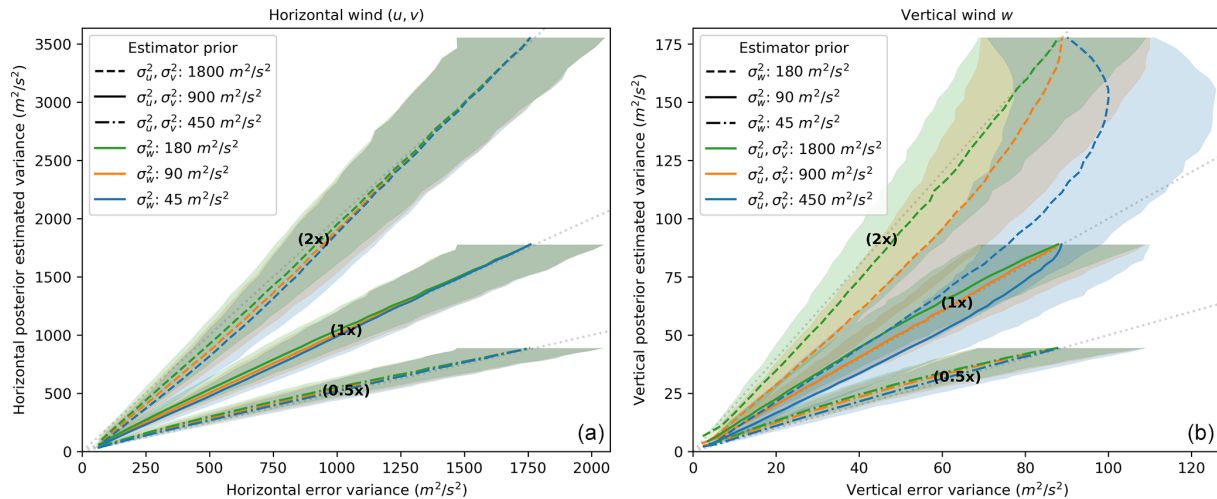 Horizontal wind (u, v)
Horizontal posterior estimated variance (m²/s²)
3500
3000
2500
2000
1500
1000
500
0
Estimator prior
σ²ᵤ, σ²ᵥ: 1800 m²/s²
σ²ᵤ, σ²ᵥ: 900 m²/s²
σ²ᵤ, σ²ᵥ: 450 m²/s²
σ²_w: 180 m²/s²
σ²_w: 90 m²/s²
σ²_w: 45 m²/s²
(2x)
(1x)
(0.5x)
(a)
0 250 500 750 1000 1250 1500 1750 2000
Horizontal error variance (m²/s²)
Vertical wind w
Vertical posterior estimated variance (m²/s²)
175
150
125
100
75
50
25
0
Estimator prior
σ²_w: 180 m²/s²
σ²_w: 90 m²/s²
σ²_w: 45 m²/s²
σ²ᵤ, σ²ᵥ: 1800 m²/s²
σ²ᵤ, σ²ᵥ: 900 m²/s²
σ²ᵤ, σ²ᵥ: 450 m²/s²
(2x)
(1x)
(0.5x)
(b)
0 20 40 60 80 100 120
Vertical error variance (m²/s²)